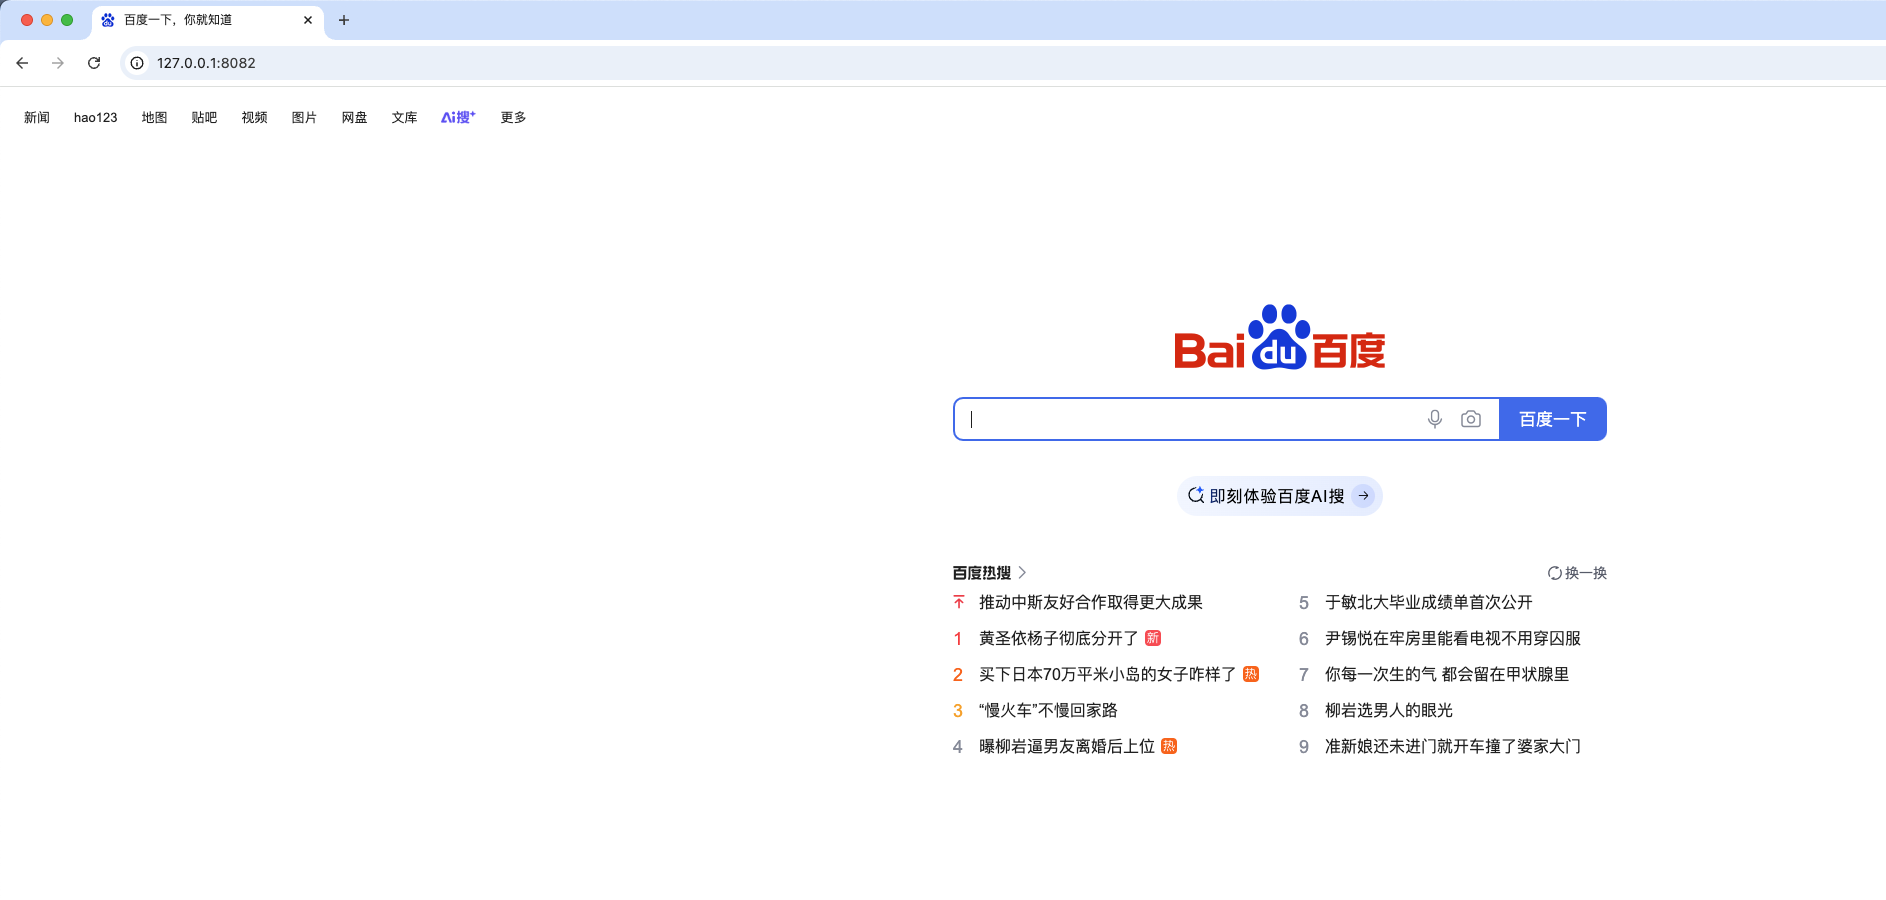 百度一下，你就知道
127.0.0.1:8082
新闻 hao123 地图 贴吧 视频 图片 网盘 文库 Ai搜+ 更多
Bai du 百度
百度一下
即刻体验百度AI搜
百度热搜
换一换
推动中斯友好合作取得更大成果
1 黄圣依杨子彻底分开了 新
2 买下日本70万平米小岛的女子咋样了 热
3 “慢火车”不慢回家路
4 曝柳岩逼男友离婚后上位 热
5 于敏北大毕业成绩单首次公开
6 尹锡悦在牢房里能看电视不用穿囚服
7 你每一次生的气 都会留在甲状腺里
8 柳岩选男人的眼光
9 准新娘还未进门就开车撞了婆家大门